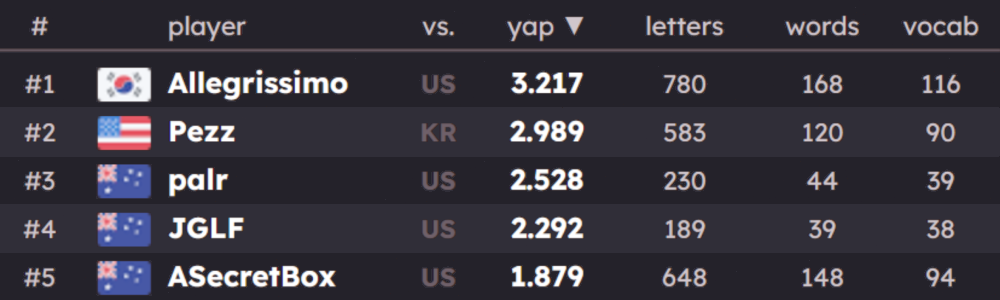 # player vs. yap ▼ letters words vocab
#1 Allegrissimo US 3.217 780 168 116
#2 Pezz KR 2.989 583 120 90
#3 palr US 2.528 230 44 39
#4 JGLF US 2.292 189 39 38
#5 ASecretBox US 1.879 648 148 94